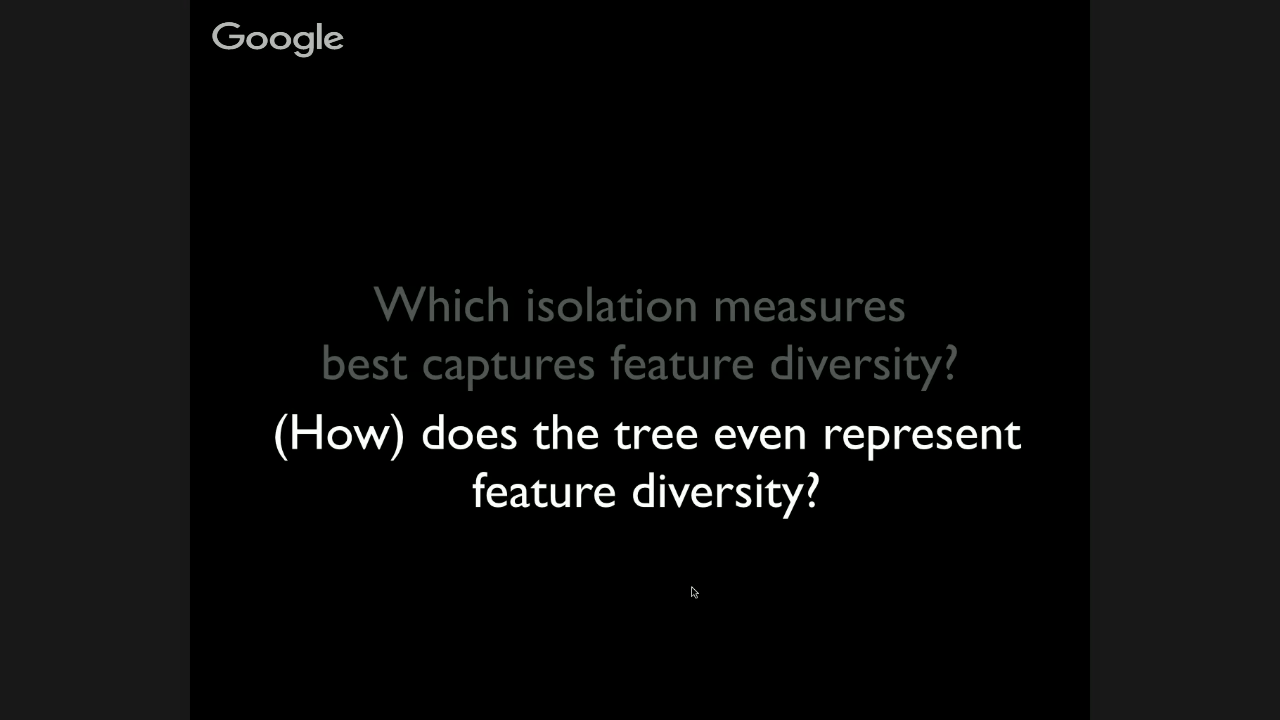 Google
Which isolation measures
best captures feature diversity?
(How) does the tree even represent
feature diversity?